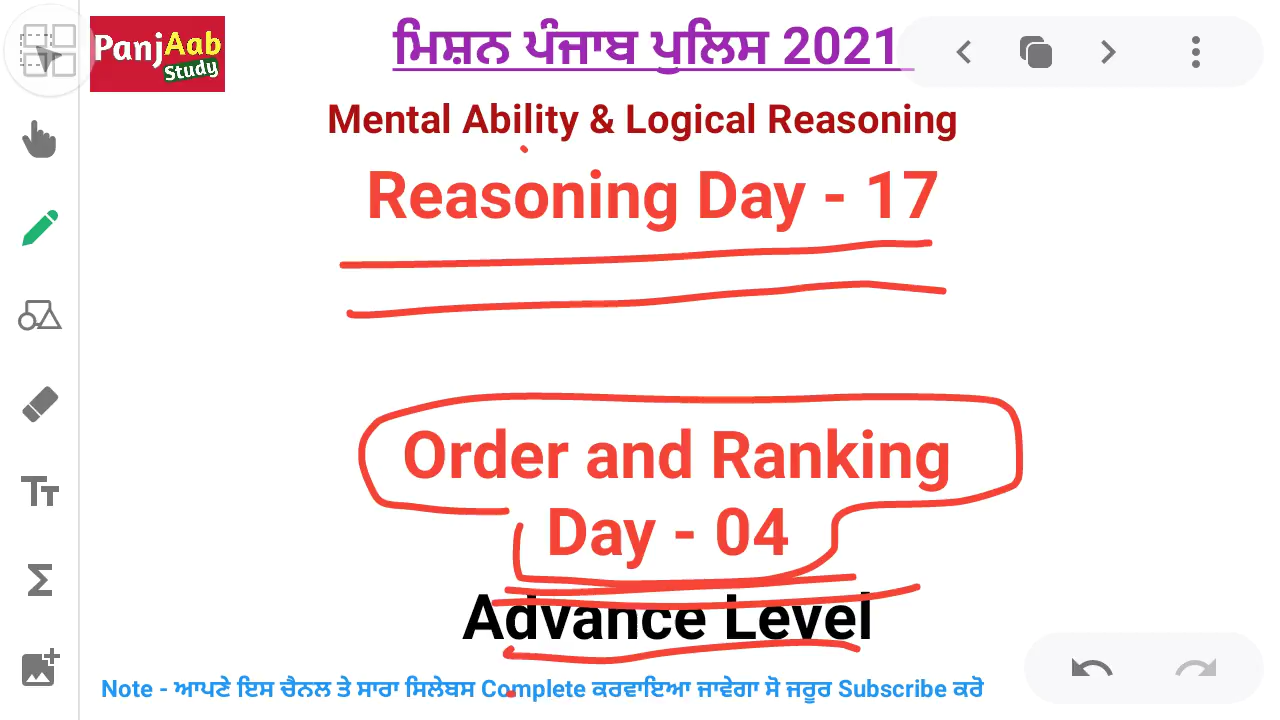 PanjAab
Study
ਮਿਸ਼ਨ ਪੰਜਾਬ ਪੁਲਿਸ 2021
Mental Ability & Logical Reasoning
Reasoning Day - 17
Order and Ranking
Day - 04
Advance Level
Note - ਆਪਣੇ ਇਸ ਚੈਨਲ ਤੇ ਸਾਰਾ ਸਿਲੇਬਸ Complete ਕਰਵਾਇਆ ਜਾਵੇਗਾ ਸੋ ਜਰੂਰ Subscribe ਕਰੋ